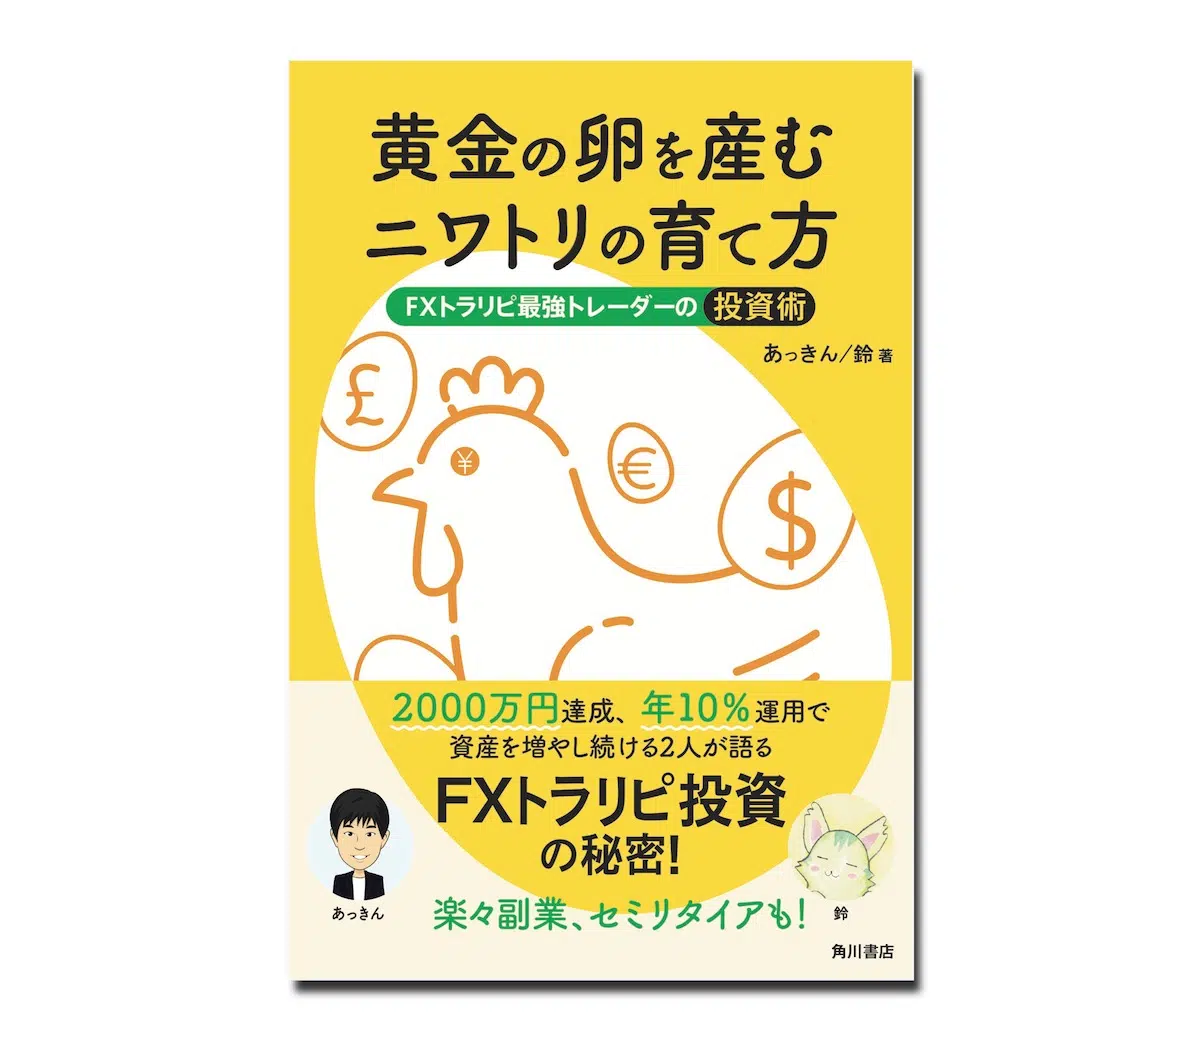 黄金の卵を産む
ニワトリの育て方
FXトラリピ最強トレーダーの投資術
あっきん/鈴 著
£
¥
€
$
2000万円達成、年10%運用で
資産を増やし続ける2人が語る
FXトラリピ投資
の秘密!
あっきん
鈴
楽々副業、セミリタイアも!
角川書店